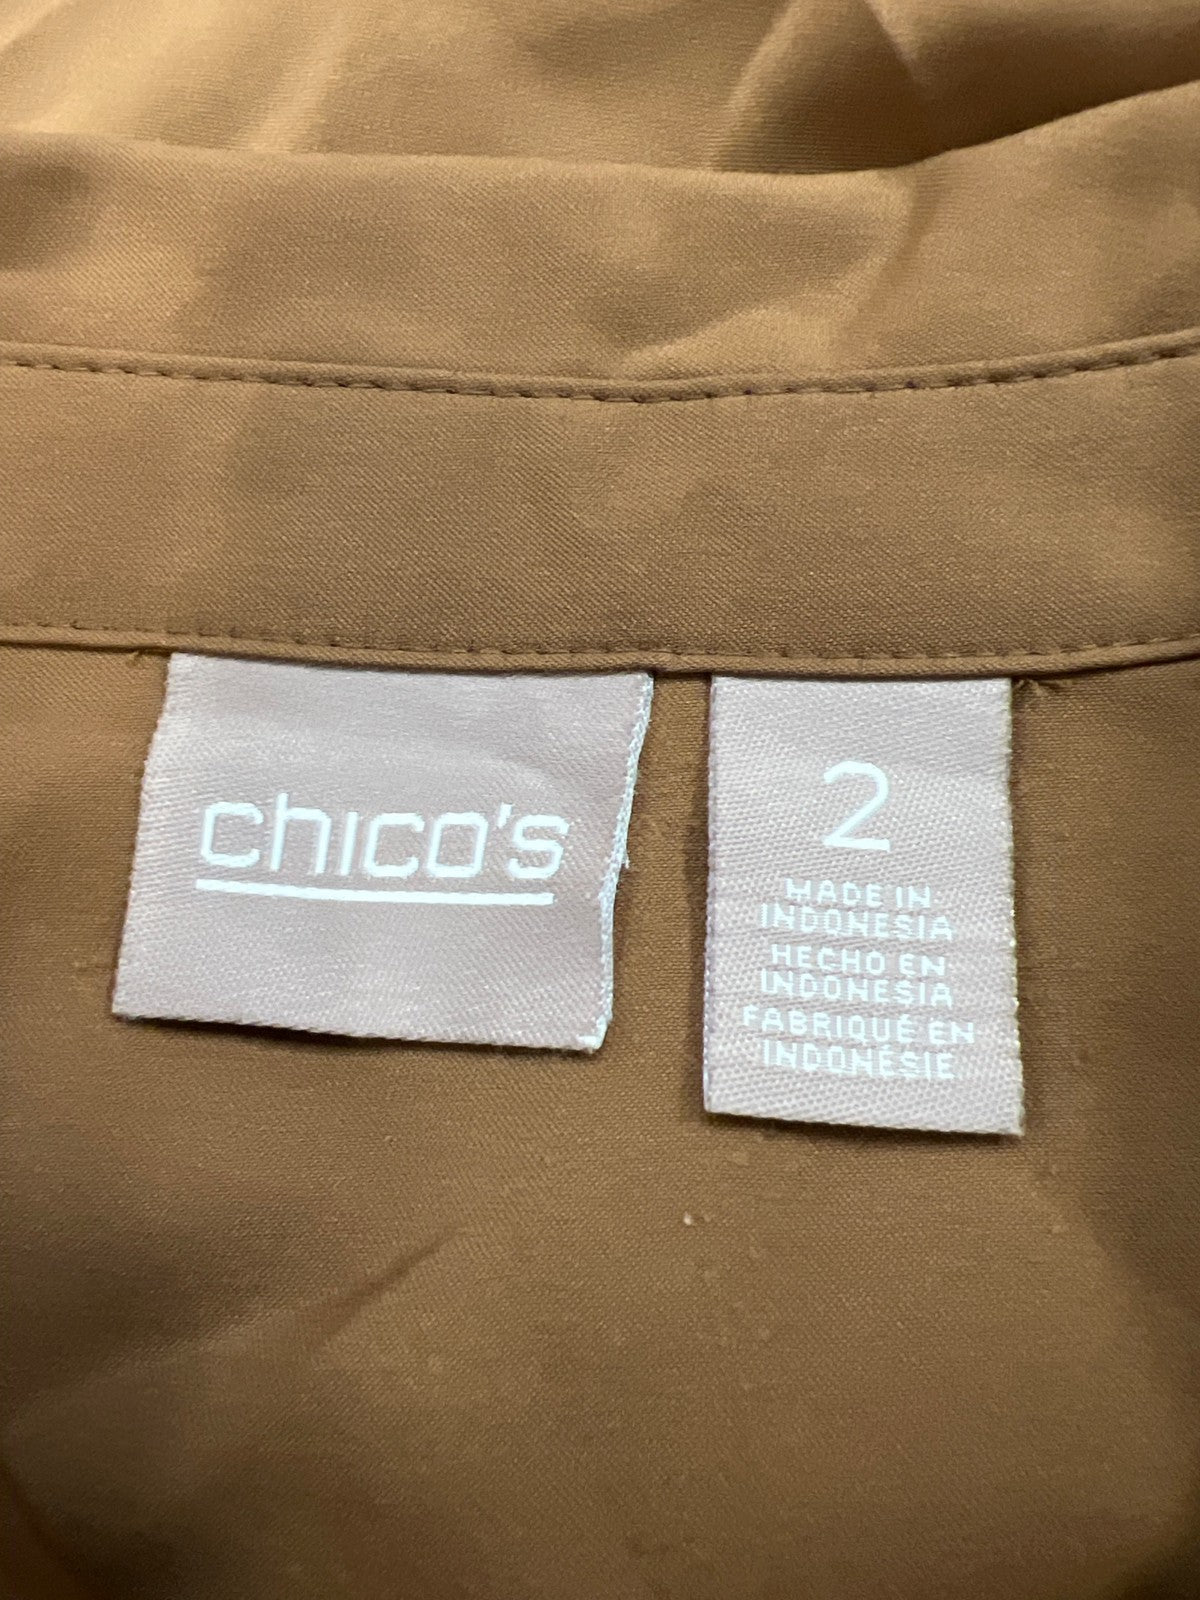 chico's
2
MADE IN
INDONESIA
HECHO EN
INDONESIA
FABRIQUÉ EN
INDONÉSIE